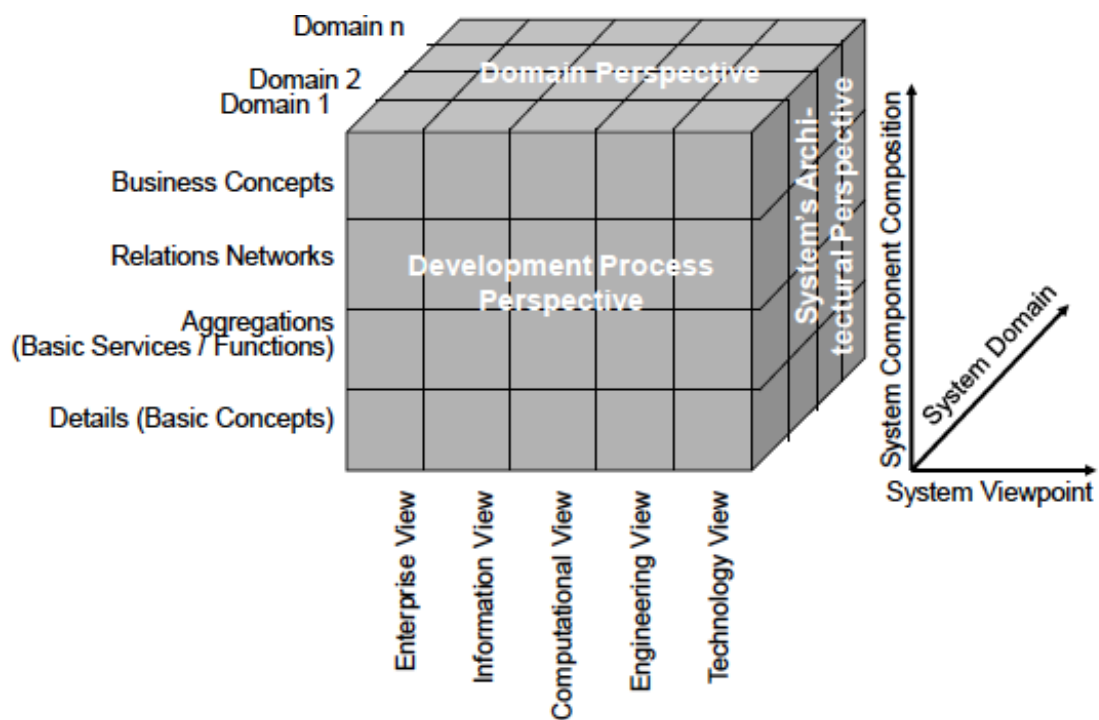 Domain n
Domain 2
Domain 1
Domain Perspective
Business Concepts
Relations Networks
Aggregations
(Basic Services / Functions)
Details (Basic Concepts)
Development Process
Perspective
System's Archi-
tectural Perspective
System Component Composition
System Domain
System Viewpoint
Enterprise View
Information View
Computational View
Engineering View
Technology View